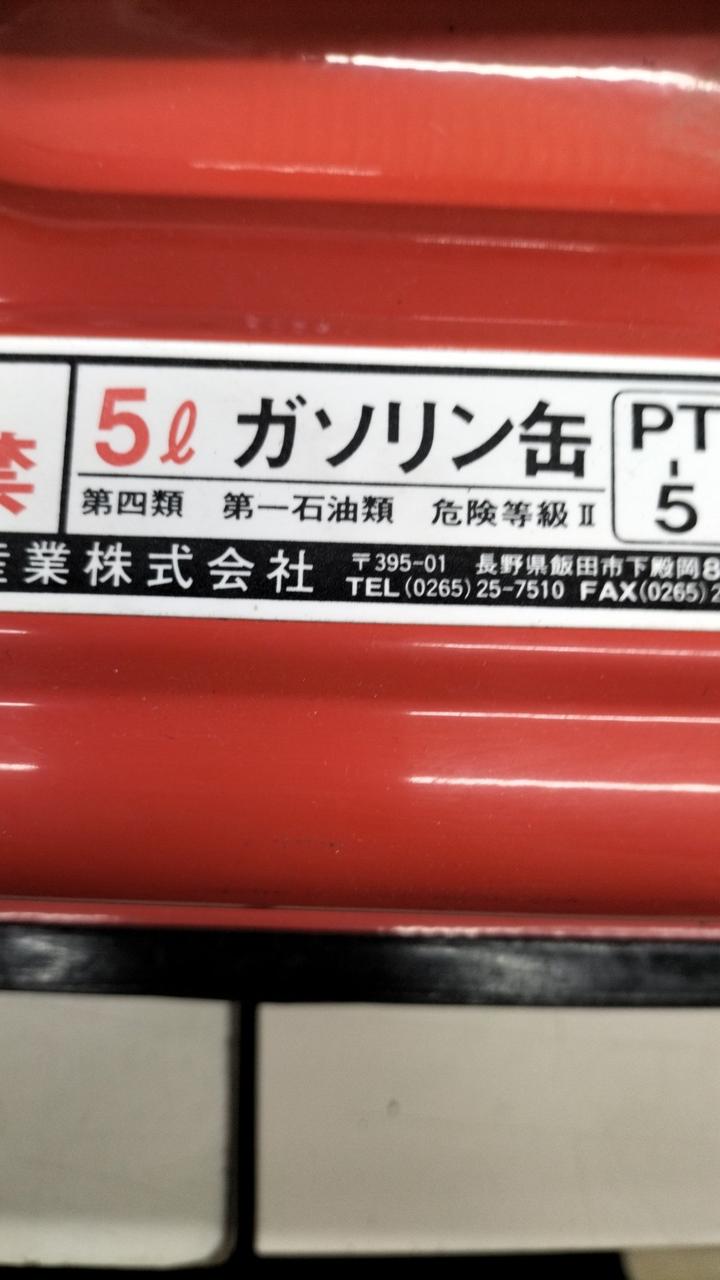 禁
5ℓ ガソリン缶
PT
-
5
第四類 第一石油類 危険等級Ⅱ
産業株式会社
〒395-01 長野県飯田市下殿岡8
TEL(0265)25-7510 FAX(0265)2